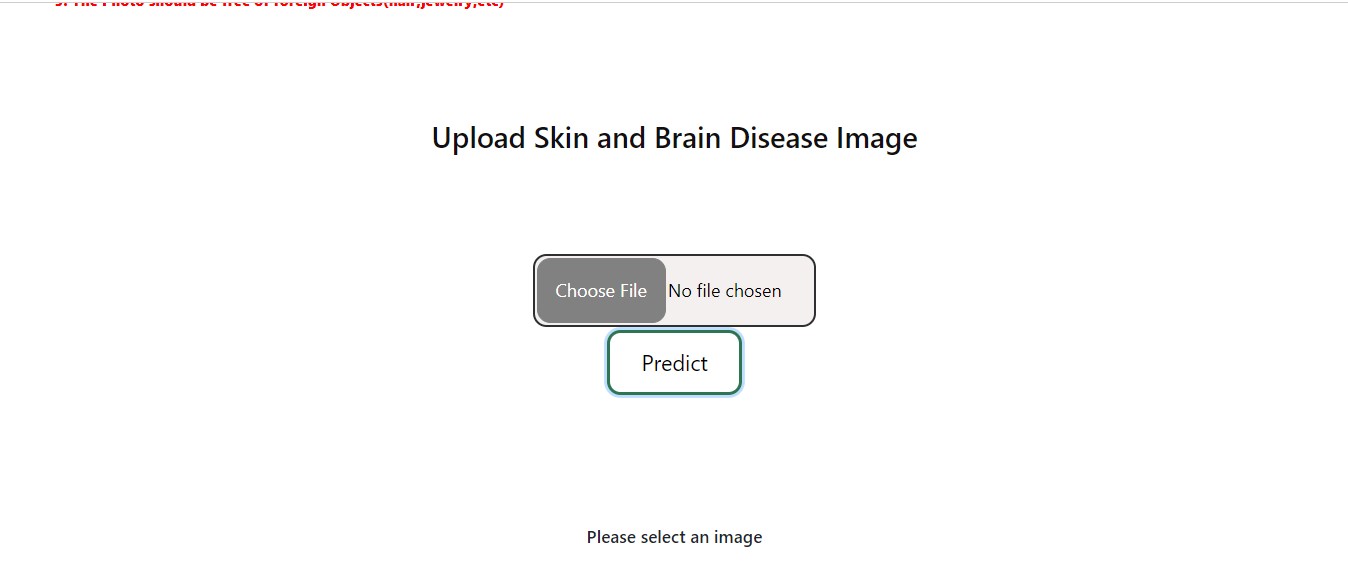 5. The Photo should be free of foreign Objects(hair,jewelry,etc)
Upload Skin and Brain Disease Image
Choose File No file chosen
Predict
Please select an image